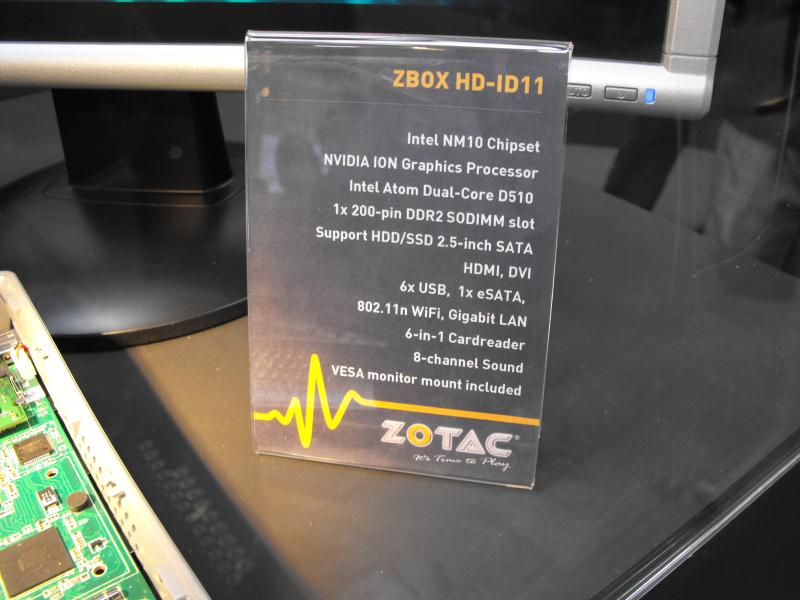 ZBOX HD-ID11
Intel NM10 Chipset
NVIDIA ION Graphics Processor
Intel Atom Dual-Core D510
1x 200-pin DDR2 SODIMM slot
Support HDD/SSD 2.5-inch SATA
HDMI, DVI
6x USB, 1x eSATA,
802.11n WiFi, Gigabit LAN
6-in-1 Cardreader
8-channel Sound
VESA monitor mount included
ZOTAC®
It's Time to Play